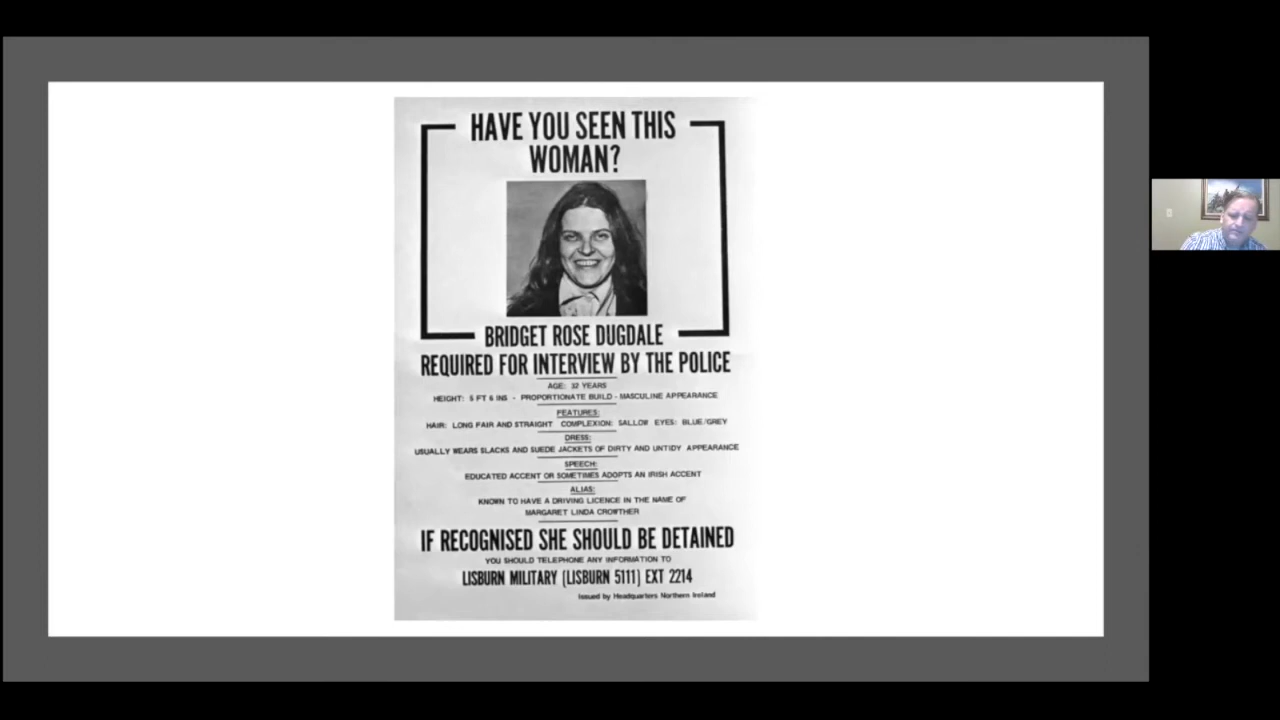 HAVE YOU SEEN THIS
WOMAN?
BRIDGET ROSE DUGDALE
REQUIRED FOR INTERVIEW BY THE POLICE
AGE: 32 YEARS
HEIGHT: 5 FT 6 INS - PROPORTIONATE BUILD - MASCULINE APPEARANCE
FEATURES:
HAIR: LONG FAIR AND STRAIGHT COMPLEXION: SALLOW EYES: BLUE/GREY
DRESS:
USUALLY WEARS SLACKS AND SUEDE JACKETS OF DIRTY AND UNTIDY APPEARANCE
SPEECH:
EDUCATED ACCENT OR SOMETIMES ADOPTS AN IRISH ACCENT
ALIAS:
KNOWN TO HAVE A DRIVING LICENCE IN THE NAME OF
MARGARET LINDA CROWTHER
IF RECOGNISED SHE SHOULD BE DETAINED
YOU SHOULD TELEPHONE ANY INFORMATION TO
LISBURN MILITARY (LISBURN 5111) EXT 2214
Issued by Headquarters Northern Ireland